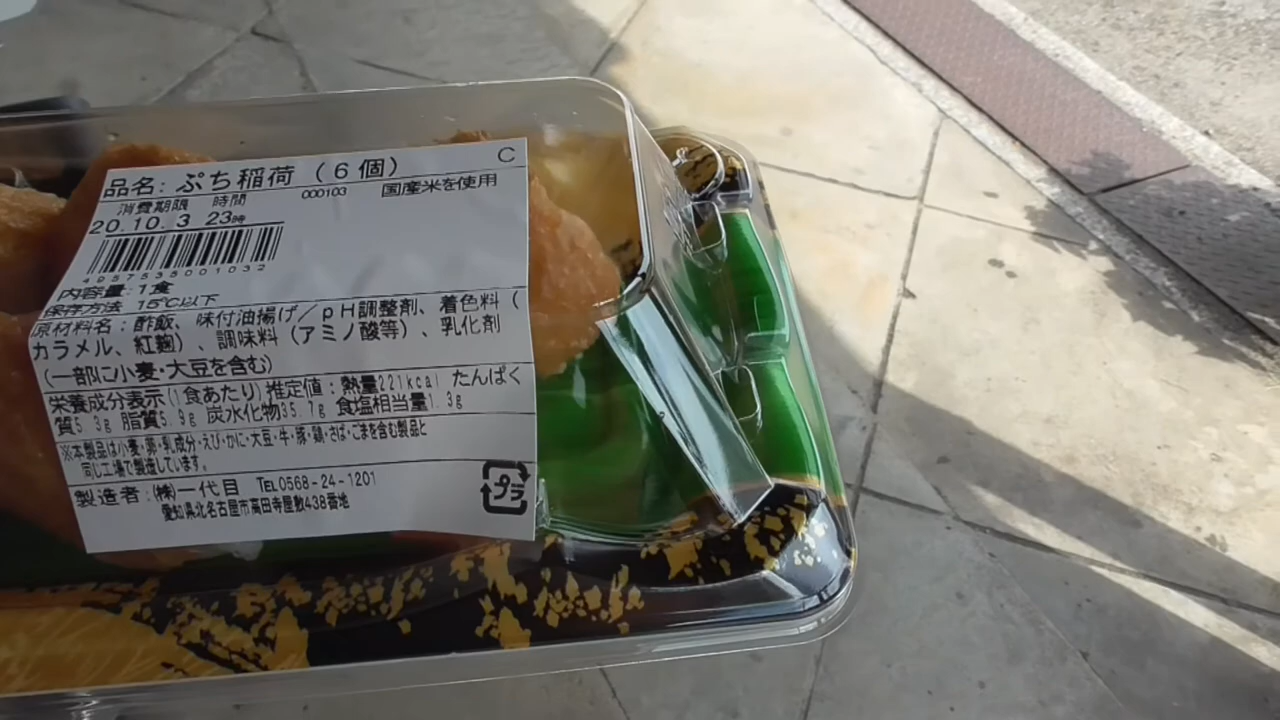 品名: ぷち稲荷(6個) C
消費期限 時間 000103 国産米を使用
20.10.3 23時
4957535001032
内容量:1食
保存方法 15℃以下
原材料名:酢飯、味付油揚げ/pH調整剤、着色料(
カラメル、紅麹)、調味料(アミノ酸等)、乳化剤
(一部に小麦・大豆を含む)
栄養成分表示(1食あたり)推定値:熱量221kcal たんぱく
質5.3g 脂質5.9g 炭水化物35.7g 食塩相当量1.3g
※本製品は小麦・卵・乳成分・えび・かに・大豆・牛・豚・鶏・さば・ごまを含む製品と
同じ工場で製造しています。
製造者:(株)一代目 TEL0568-24-1201
愛知県北名古屋市高田寺屋敷438番地
プラ